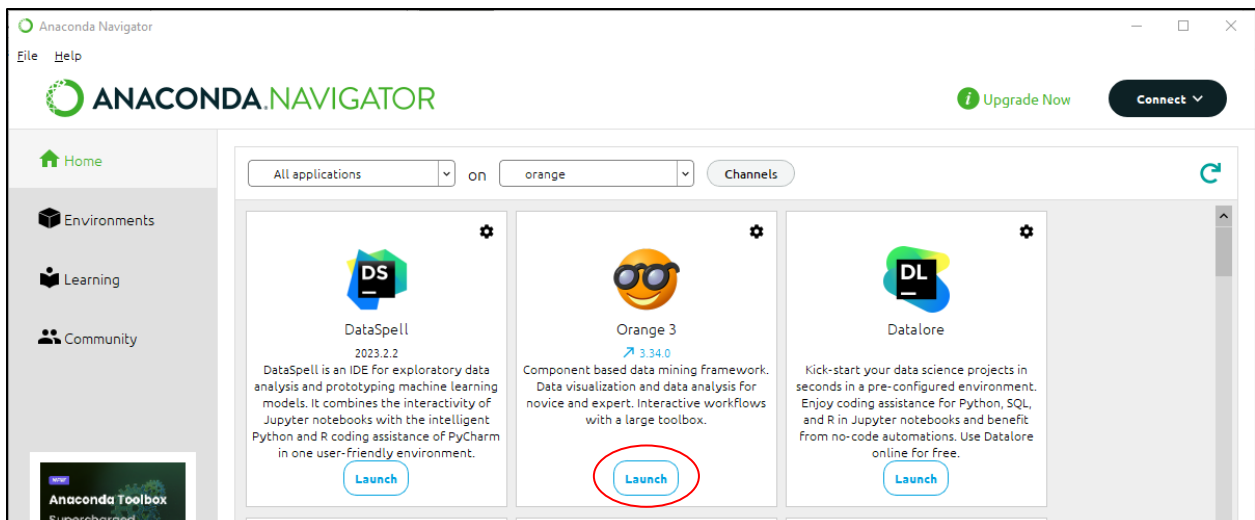 Anaconda Navigator
File Help
ANACONDA.NAVIGATOR
i Upgrade Now
Connect
Home
Environments
Learning
Community
All applications on orange Channels
DS
DataSpell
2023.2.2
DataSpell is an IDE for exploratory data
analysis and prototyping machine learning
models. It combines the interactivity of
Jupyter notebooks with the intelligent
Python and R coding assistance of PyCharm
in one user-friendly environment.
Launch
Orange 3
3.34.0
Component based data mining framework.
Data visualization and data analysis for
novice and expert. Interactive workflows
with a large toolbox.
Launch
DL
Datalore
Kick-start your data science projects in
seconds in a pre-configured environment.
Enjoy coding assistance for Python, SQL,
and R in Jupyter notebooks and benefit
from no-code automations. Use Datalore
online for free.
Launch
NEW
Anaconda Toolbox
Supercharged